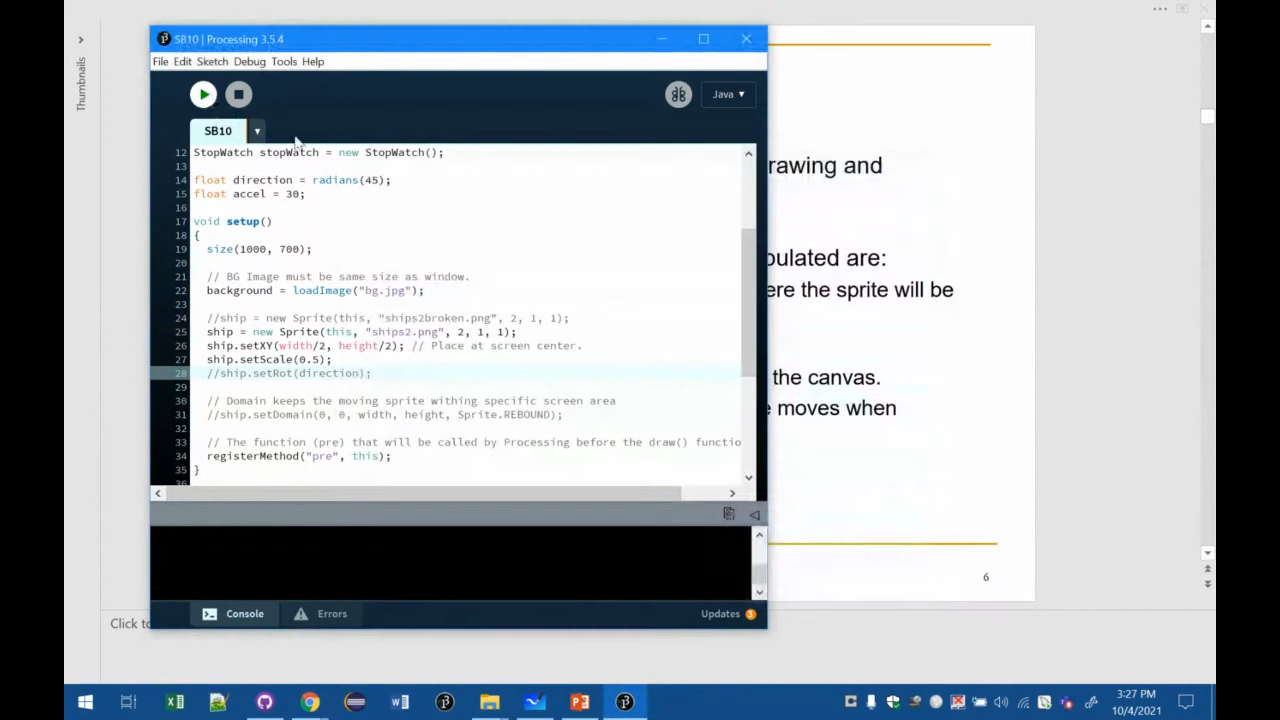 SB10 | Processing 3.5.4
File Edit Sketch Debug Tools Help
Java ▾
SB10 ▾
12 StopWatch stopWatch = new StopWatch();
13
14 float direction = radians(45);
15 float accel = 30;
16
17 void setup()
18 {
19 size(1000, 700);
20
21 // BG Image must be same size as window.
22 background = loadImage("bg.jpg");
23
24 //ship = new Sprite(this, "ships2broken.png", 2, 1, 1);
25 ship = new Sprite(this, "ships2.png", 2, 1, 1);
26 ship.setXY(width/2, height/2); // Place at screen center.
27 ship.setScale(0.5);
28 //ship.setRot(direction);
29
30 // Domain keeps the moving sprite withing specific screen area
31 //ship.setDomain(0, 0, width, height, Sprite.REBOUND);
32
33 // The function (pre) that will be called by Processing before the draw() functio
34 registerMethod("pre", this);
35 }
36
Console Errors Updates 3
Thumbnails
rawing and
pulated are:
ere the sprite will be
the canvas.
e moves when
6
Click to
3:27 PM
10/4/2021